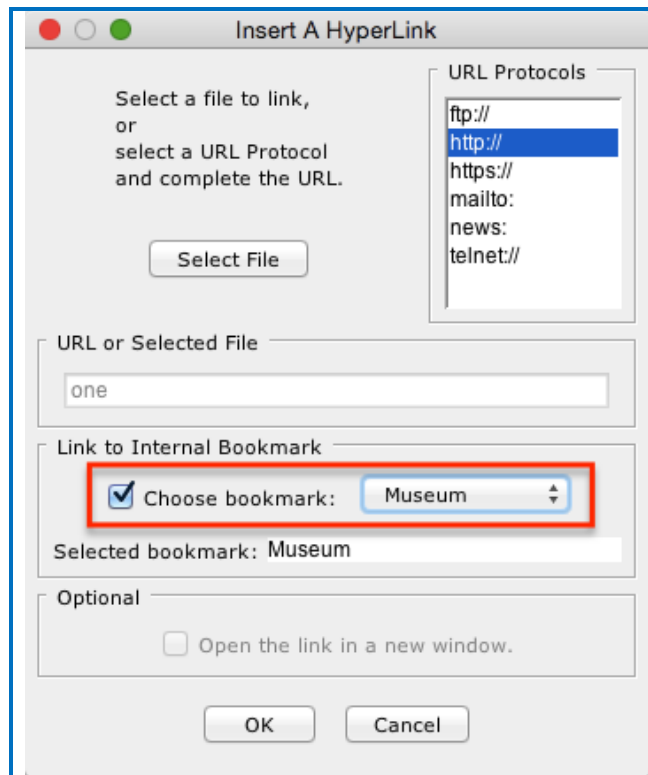 Insert A HyperLink
Select a file to link,
or
select a URL Protocol
and complete the URL.
Select File
URL Protocols
ftp://
http://
https://
mailto:
news:
telnet://
URL or Selected File
one
Link to Internal Bookmark
Choose bookmark: Museum
Selected bookmark: Museum
Optional
Open the link in a new window.
OK Cancel